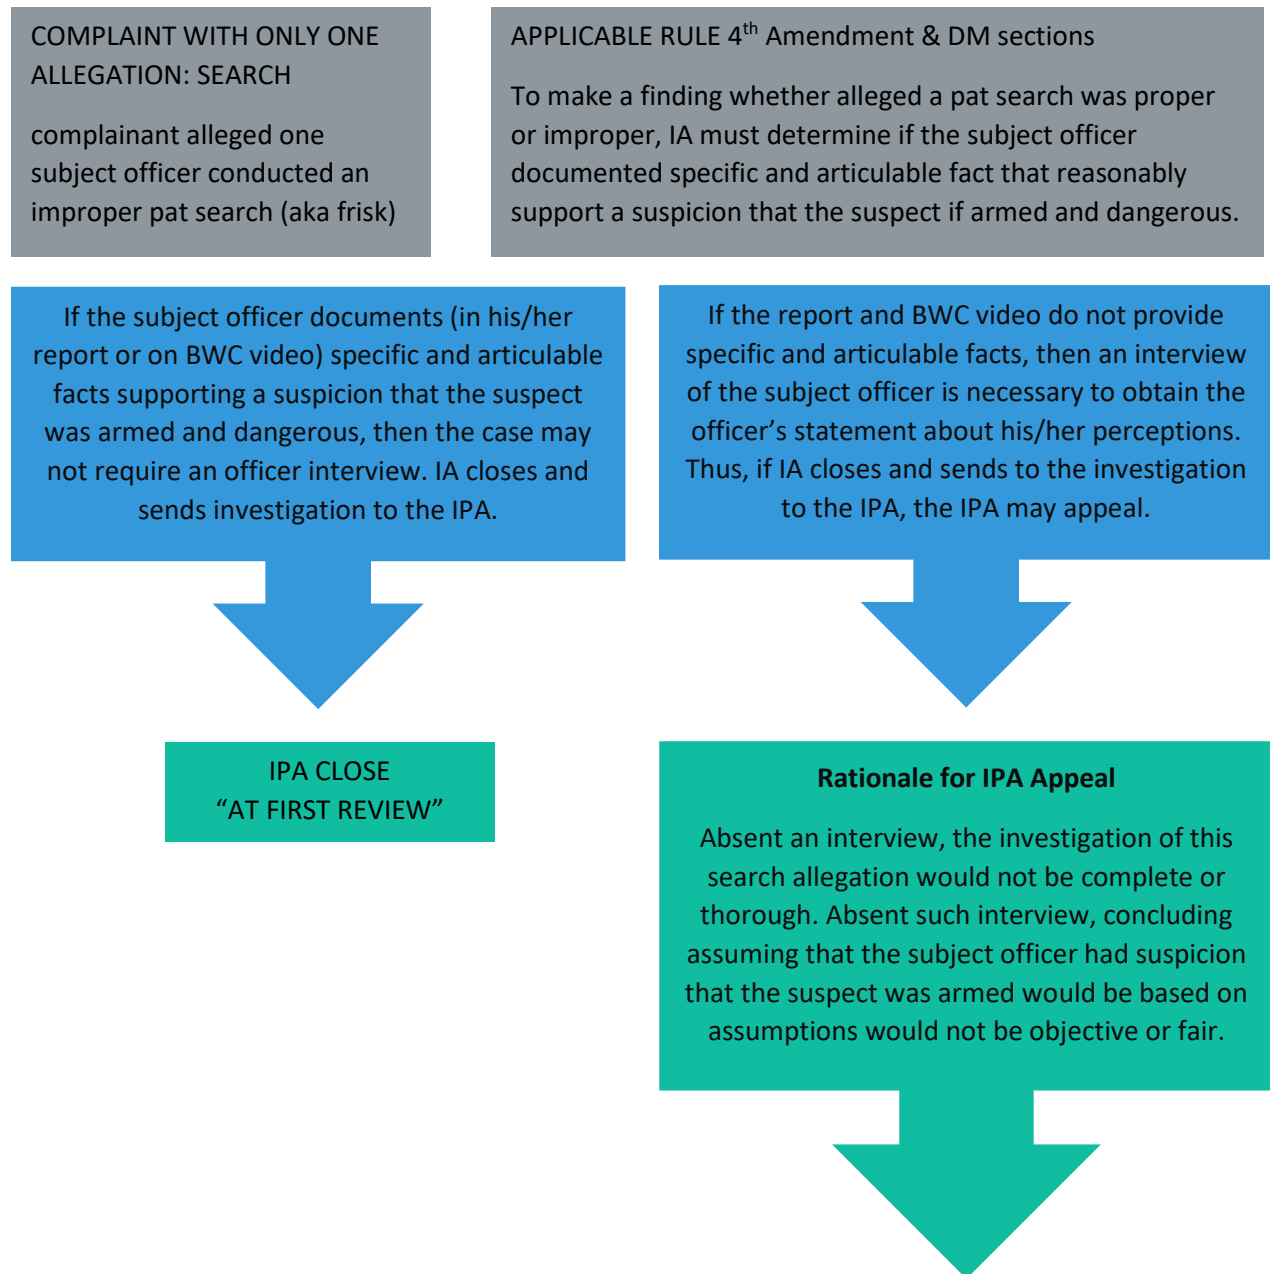 COMPLAINT WITH ONLY ONE
ALLEGATION: SEARCH
complainant alleged one
subject officer conducted an
improper pat search (aka frisk)
APPLICABLE RULE 4th Amendment & DM sections
To make a finding whether alleged a pat search was proper
or improper, IA must determine if the subject officer
documented specific and articulable fact that reasonably
support a suspicion that the suspect if armed and dangerous.
If the subject officer documents (in his/her
report or on BWC video) specific and articulable
facts supporting a suspicion that the suspect
was armed and dangerous, then the case may
not require an officer interview. IA closes and
sends investigation to the IPA.
If the report and BWC video do not provide
specific and articulable facts, then an interview
of the subject officer is necessary to obtain the
officer’s statement about his/her perceptions.
Thus, if IA closes and sends to the investigation
to the IPA, the IPA may appeal.
IPA CLOSE
“AT FIRST REVIEW”
Rationale for IPA Appeal
Absent an interview, the investigation of this
search allegation would not be complete or
thorough. Absent such interview, concluding
assuming that the subject officer had suspicion
that the suspect was armed would be based on
assumptions would not be objective or fair.